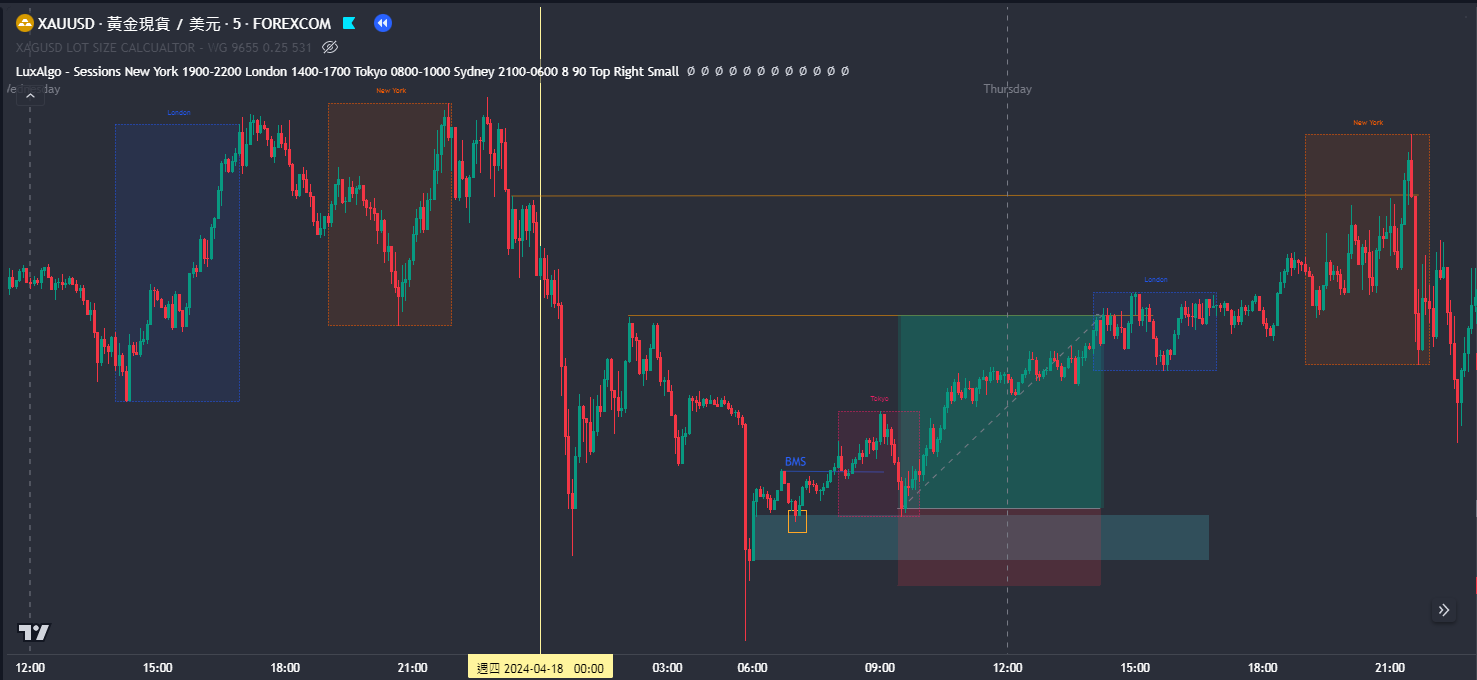 XAUUSD · 黃金現貨 / 美元 · 5 · FOREXCOM
XAGUSD LOT SIZE CALCUALTOR - WG 9655 0.25 531
LuxAlgo - Sessions New York 1900-2200 London 1400-1700 Tokyo 0800-1000 Sydney 2100-0600 8 90 Top Right Small Ø Ø Ø Ø Ø Ø Ø Ø Ø Ø Ø Ø
Thursday
New York
London
New York
London
Tokyo
BMS
12:00 15:00 18:00 21:00 週四 2024-04-18 00:00 03:00 06:00 09:00 12:00 15:00 18:00 21:00